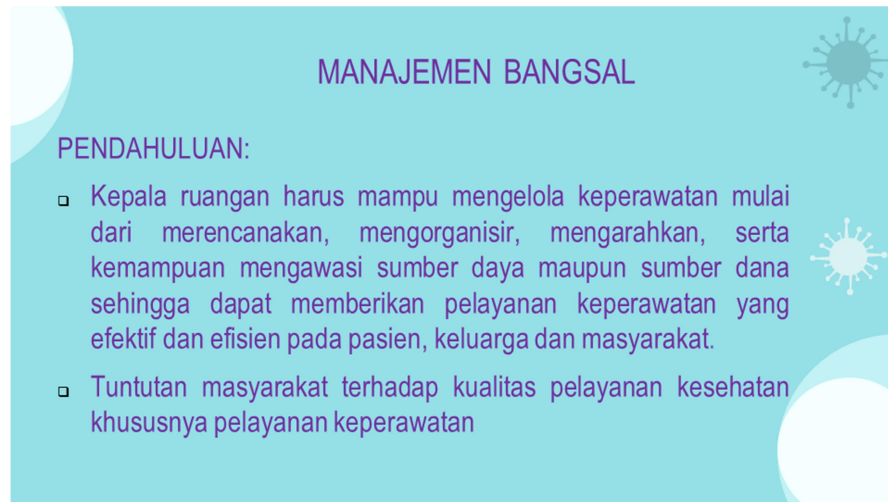 MANAJEMEN BANGSAL
PENDAHULUAN:
Kepala ruangan harus mampu mengelola keperawatan mulai
dari merencanakan, mengorganisir, mengarahkan, serta
kemampuan mengawasi sumber daya maupun sumber dana
sehingga dapat memberikan pelayanan keperawatan yang
efektif dan efisien pada pasien, keluarga dan masyarakat.
Tuntutan masyarakat terhadap kualitas pelayanan kesehatan
khususnya pelayanan keperawatan